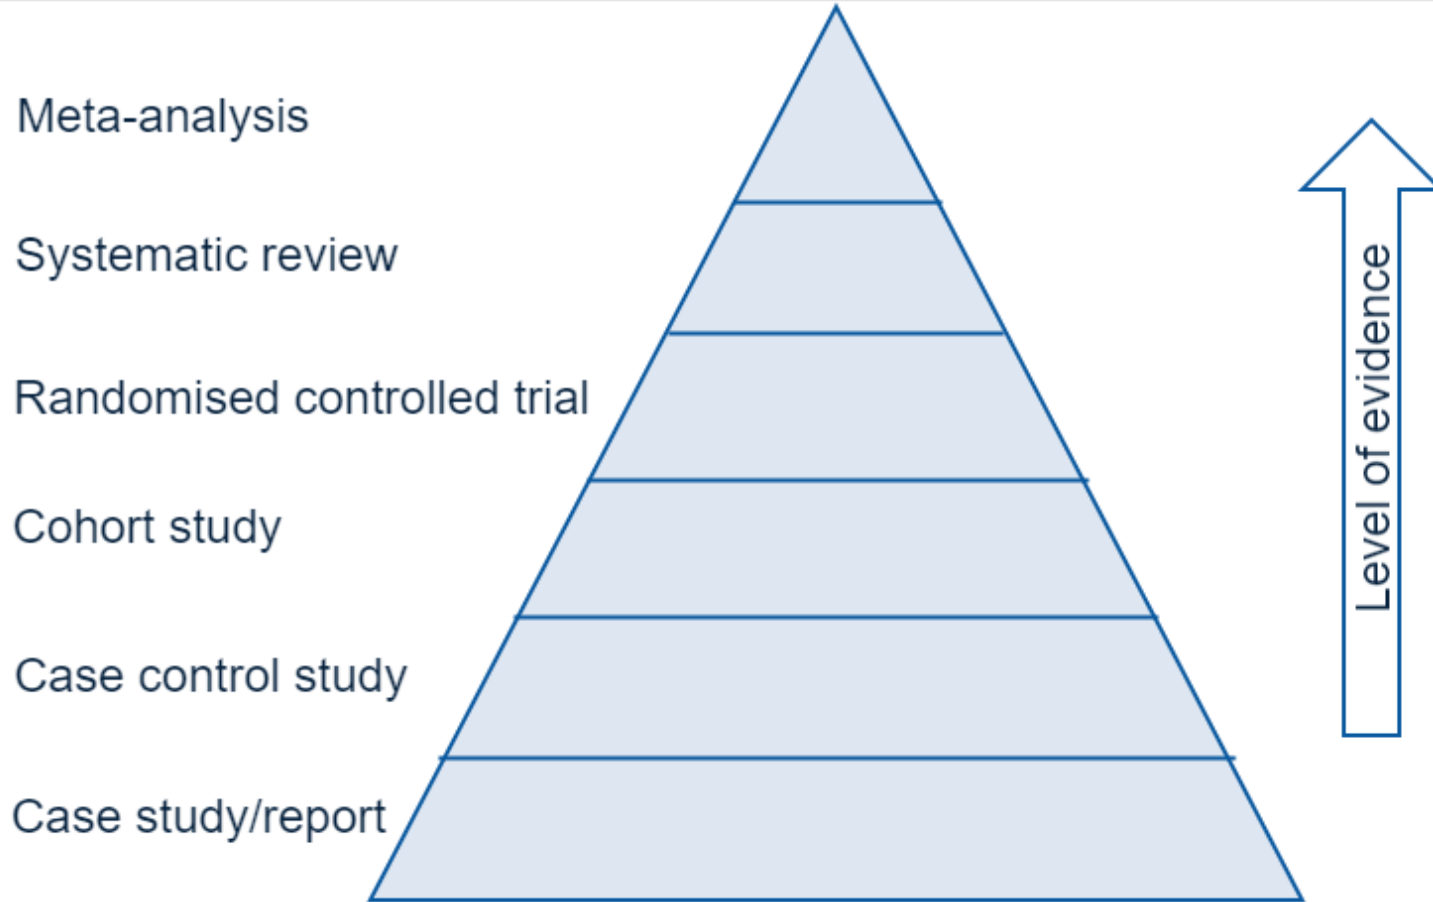 Meta-analysis
Systematic review
Randomised controlled trial
Cohort study
Case control study
Case study/report
Level of evidence